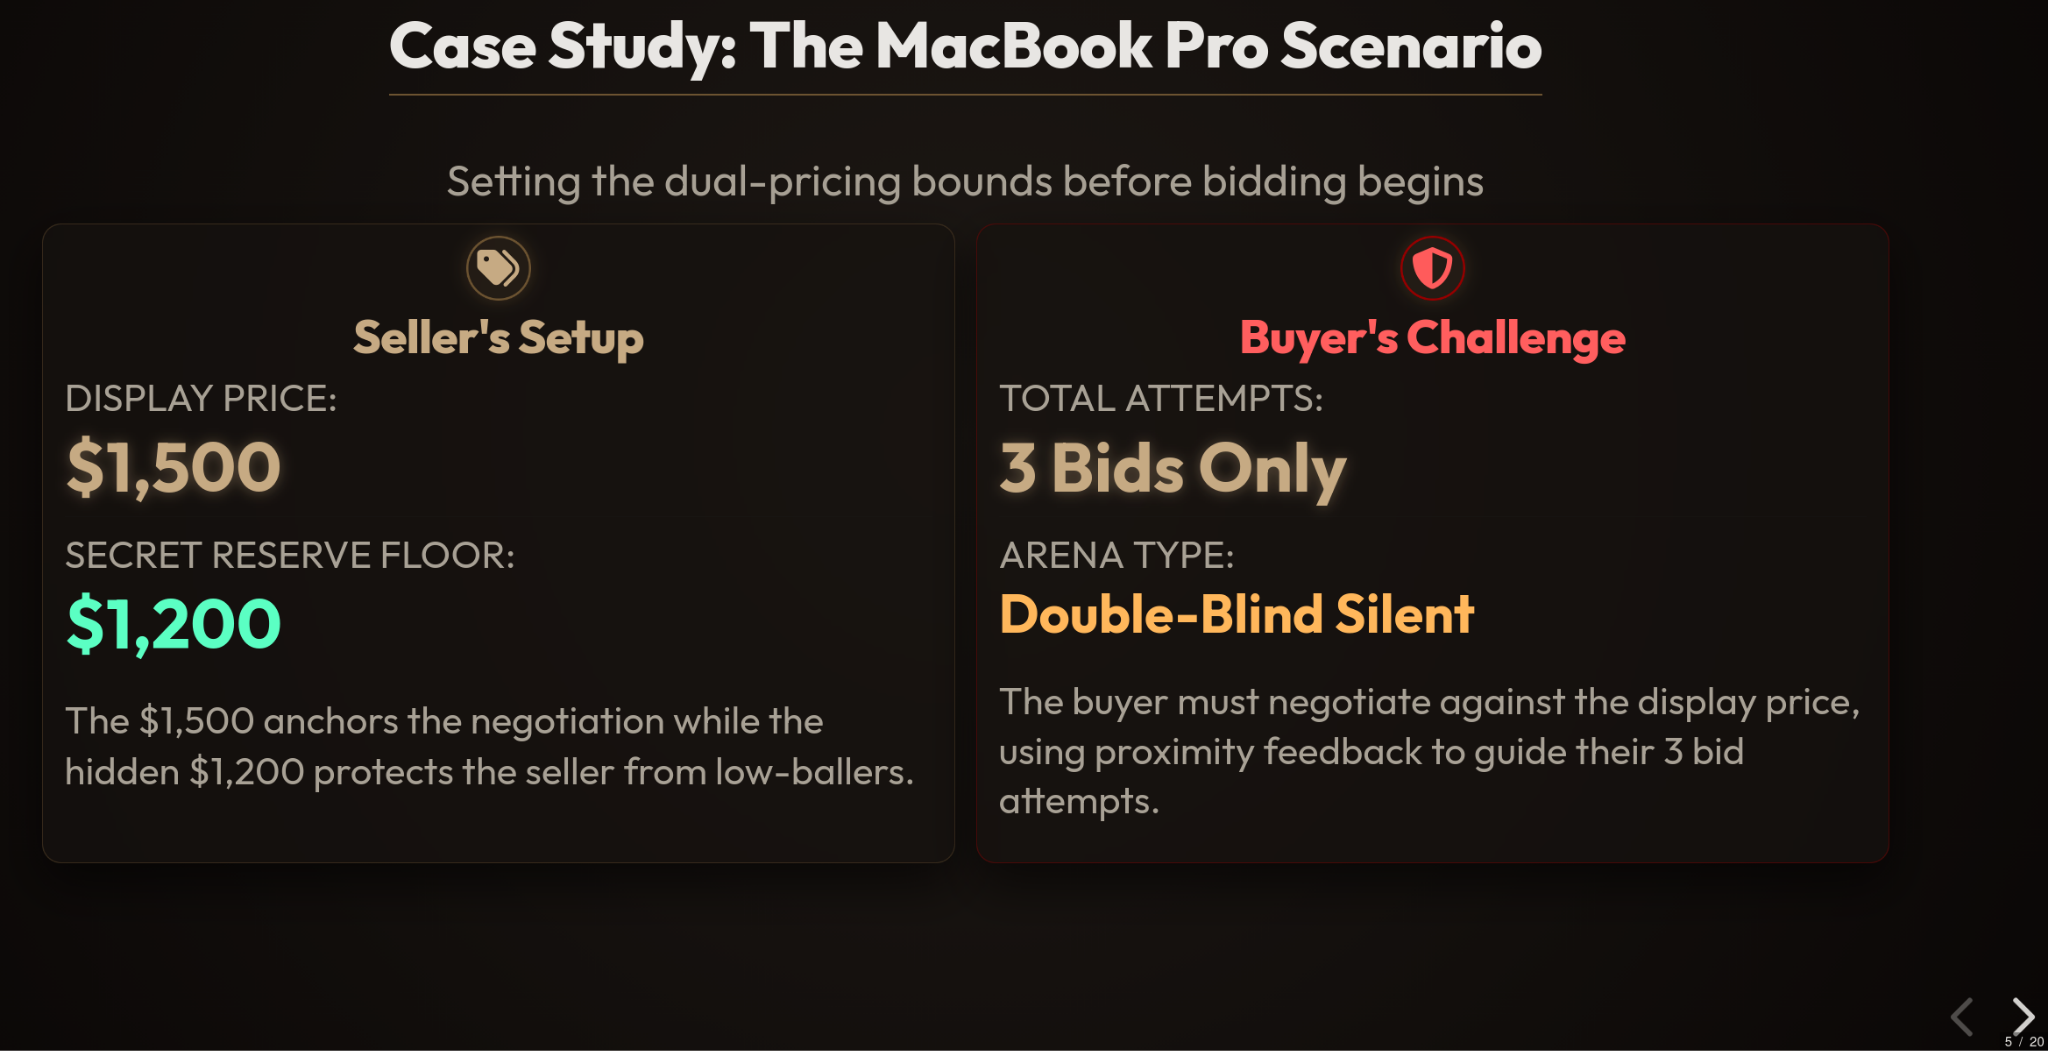 Case Study: The MacBook Pro Scenario
Setting the dual-pricing bounds before bidding begins
Seller's Setup
DISPLAY PRICE:
$1,500
SECRET RESERVE FLOOR:
$1,200
The $1,500 anchors the negotiation while the
hidden $1,200 protects the seller from low-ballers.
Buyer's Challenge
TOTAL ATTEMPTS:
3 Bids Only
ARENA TYPE:
Double-Blind Silent
The buyer must negotiate against the display price,
using proximity feedback to guide their 3 bid
attempts.
5 / 20